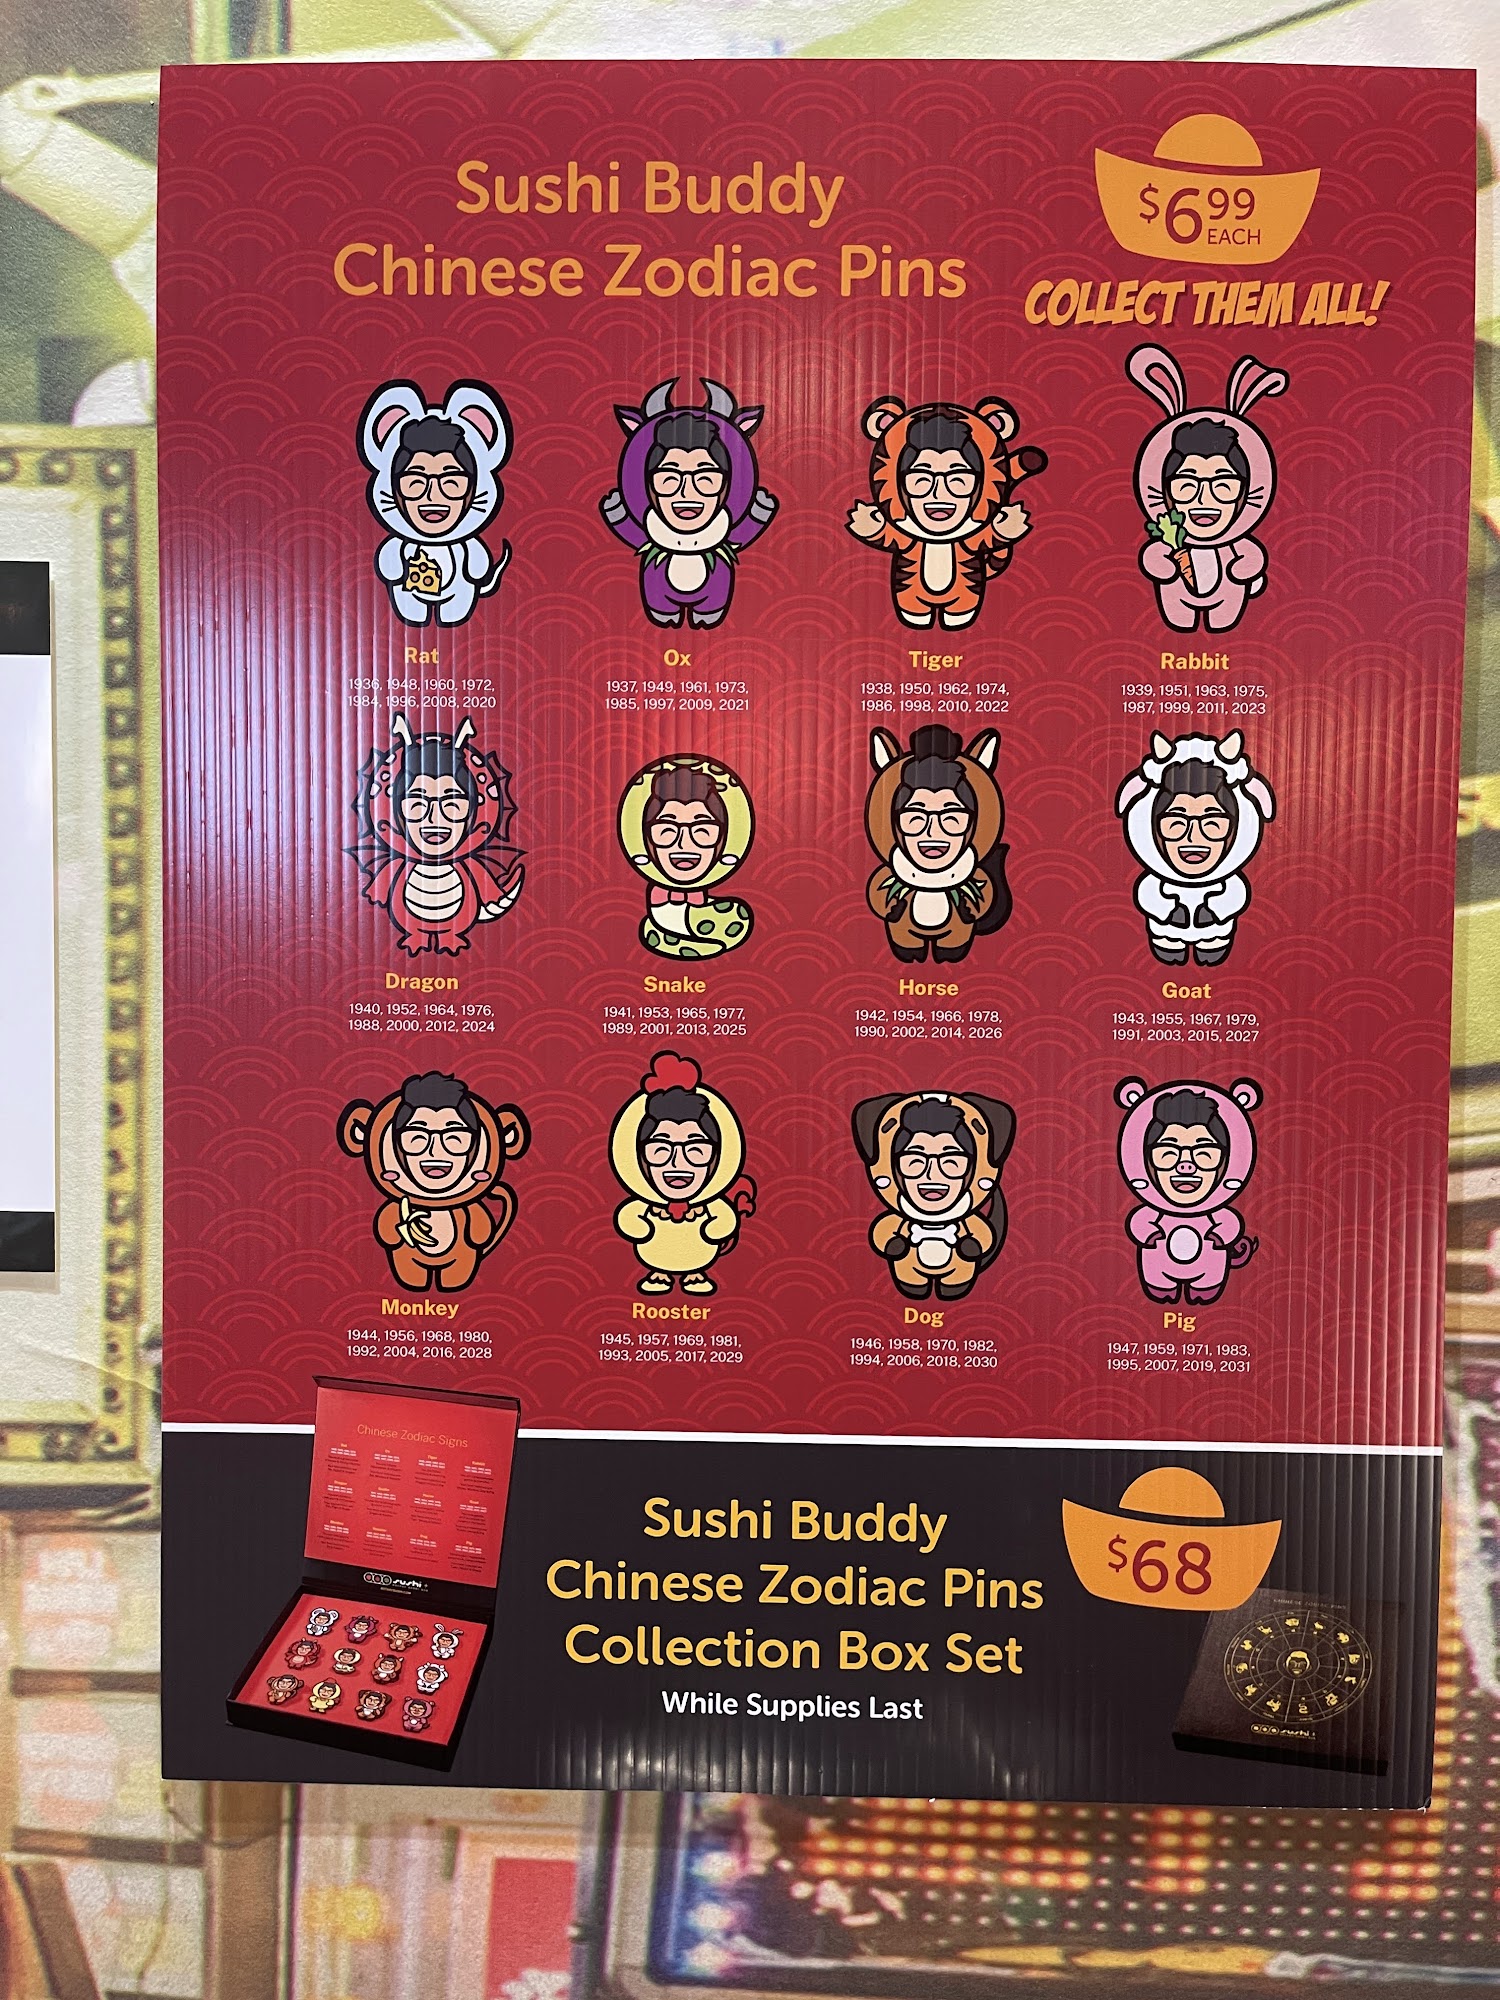 Sushi Buddy
Chinese Zodiac Pins
$6.99
EACH
COLLECT THEM ALL!
Rat
1936, 1948, 1960, 1972,
1984, 1996, 2008, 2020
Ox
1937, 1949, 1961, 1973,
1985, 1997, 2009, 2021
Tiger
1938, 1950, 1962, 1974,
1986, 1998, 2010, 2022
Rabbit
1939, 1951, 1963, 1975,
1987, 1999, 2011, 2023
Dragon
1940, 1952, 1964, 1976,
1988, 2000, 2012, 2024
Snake
1941, 1953, 1965, 1977,
1989, 2001, 2013, 2025
Horse
1942, 1954, 1966, 1978,
1990, 2002, 2014, 2026
Goat
1943, 1955, 1967, 1979,
1991, 2003, 2015, 2027
Monkey
1944, 1956, 1968, 1980,
1992, 2004, 2016, 2028
Rooster
1945, 1957, 1969, 1981,
1993, 2005, 2017, 2029
Dog
1946, 1958, 1970, 1982,
1994, 2006, 2018, 2030
Pig
1947, 1959, 1971, 1983,
1995, 2007, 2019, 2031
Chinese Zodiac Signs
sushi
Sushi Buddy
Chinese Zodiac Pins
Collection Box Set
While Supplies Last
$68
CHINESE ZODIAC PINS
sushi